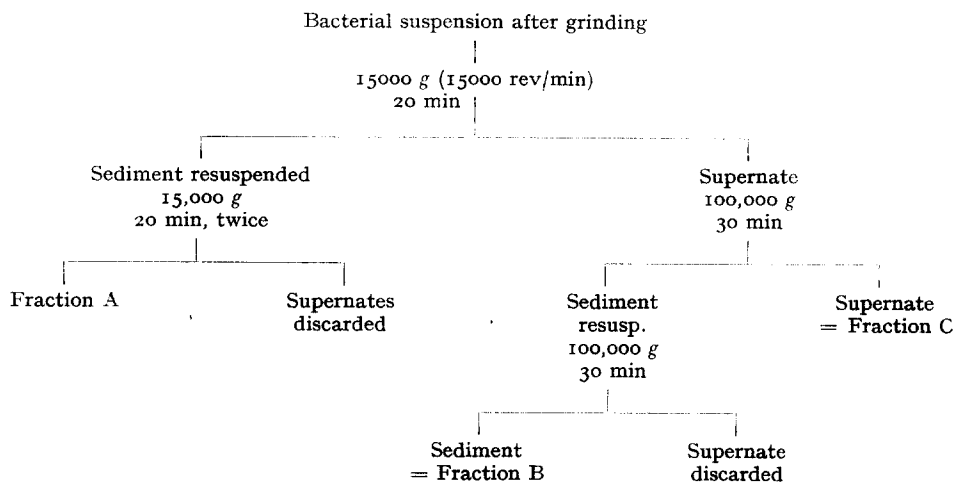 Bacterial suspension after grinding
15000 g (15000 rev/min)
20 min
Sediment resuspended
15,000 g
20 min, twice
Supernate
100,000 g
30 min
Fraction A
Supernates
discarded
Sediment
resusp.
100,000 g
30 min
Supernate
= Fraction C
Sediment
= Fraction B
Supernate
discarded